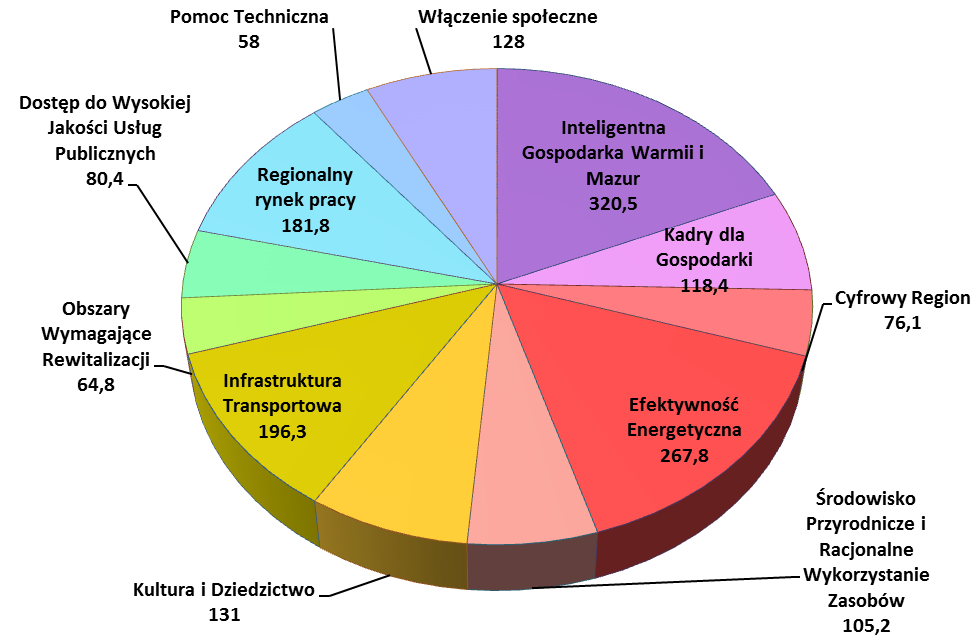 Pomoc Techniczna
58
Włączenie społeczne
128
Dostęp do Wysokiej
Jakości Usług
Publicznych
80,4
Regionalny
rynek pracy
181,8
Inteligentna
Gospodarka Warmii i
Mazur
320,5
Kadry dla
Gospodarki
118,4
Cyfrowy Region
76,1
Obszary
Wymagające
Rewitalizacji
64,8
Infrastruktura
Transportowa
196,3
Efektywność
Energetyczna
267,8
Środowisko
Przyrodnicze i
Racjonalne
Wykorzystanie
Zasobów
105,2
Kultura i Dziedzictwo
131